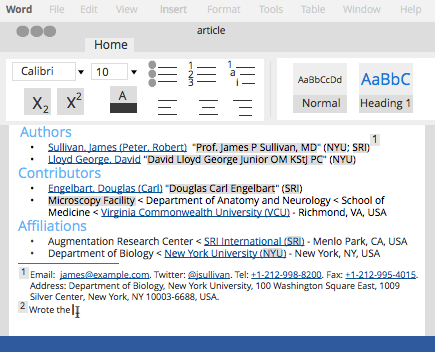 Word File Edit View Insert Format Tools Table Window Help
article
Home
Calibri 10 1 2 3 1 a i AaBbCcDd AaBbC
X2 X2 A Normal Heading 1
Authors
• Sullivan, James (Peter, Robert) "Prof. James P Sullivan, MD" (NYU; SRI)1
• Lloyd George, David "David Lloyd George Junior OM KStJ PC" (NYU)
Contributors
• Engelbart, Douglas (Carl) "Douglas Carl Engelbart" (SRI)
• Microscopy Facility < Department of Anatomy and Neurology < School of
Medicine < Virginia Commonwealth University (VCU) - Richmond, VA, USA
Affiliations
• Augmentation Research Center < SRI International (SRI) - Menlo Park, CA, USA
• Department of Biology < New York University (NYU) - New York, NY, USA
1 Email: james@example.com. Twitter: @jsullivan. Tel: +1-212-998-8200. Fax: +1-212-995-4015.
Address: Department of Biology, New York University, 100 Washington Square East, 1009
Silver Center, New York, NY 10003-6688, USA.
2 Wrote the